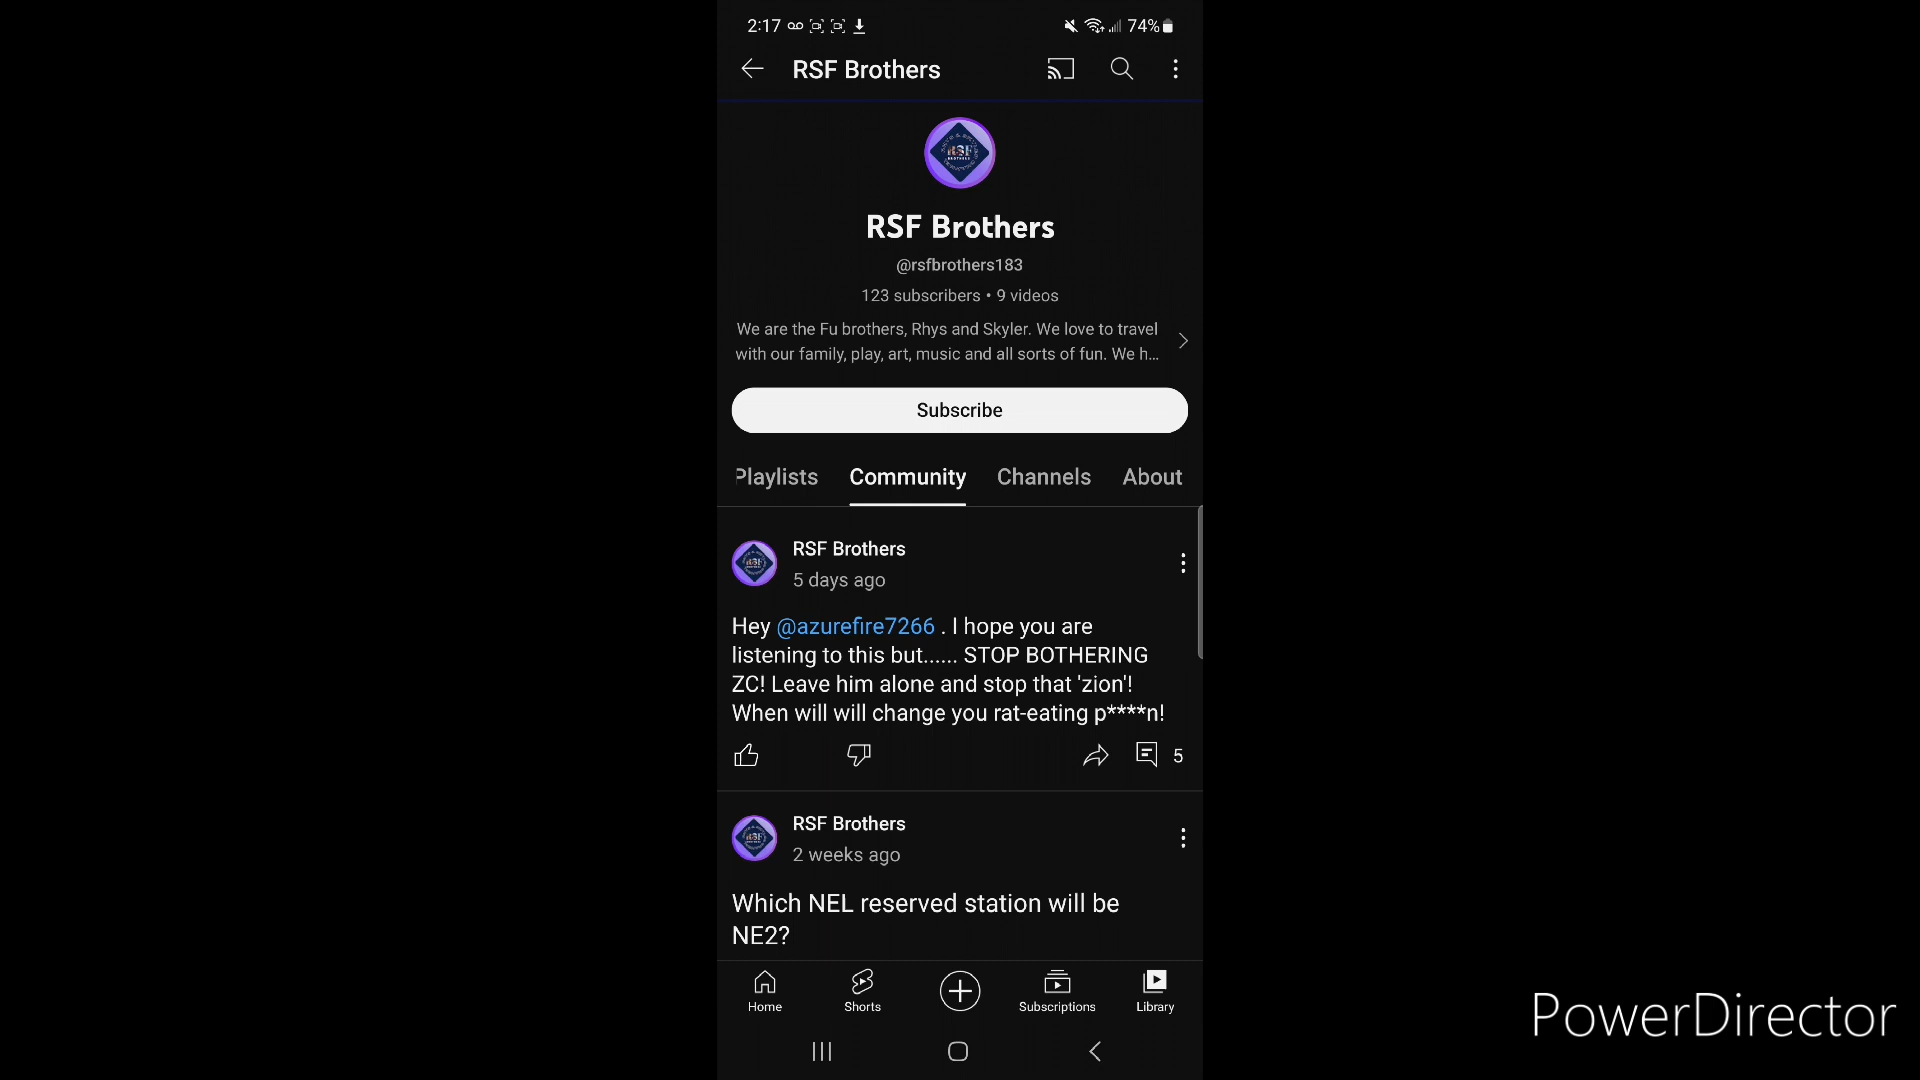 2:17
74%
RSF Brothers
RSF
BROTHERS
RSF Brothers
@rsfbrothers183
123 subscribers • 9 videos
We are the Fu brothers, Rhys and Skyler. We love to travel
with our family, play, art, music and all sorts of fun. We h...
Subscribe
Playlists Community Channels About
RSF Brothers
5 days ago
Hey @azurefire7266 . I hope you are
listening to this but...... STOP BOTHERING
ZC! Leave him alone and stop that 'zion'!
When will will change you rat-eating p****n!
5
RSF Brothers
2 weeks ago
Which NEL reserved station will be
NE2?
Home Shorts Subscriptions Library
PowerDirector